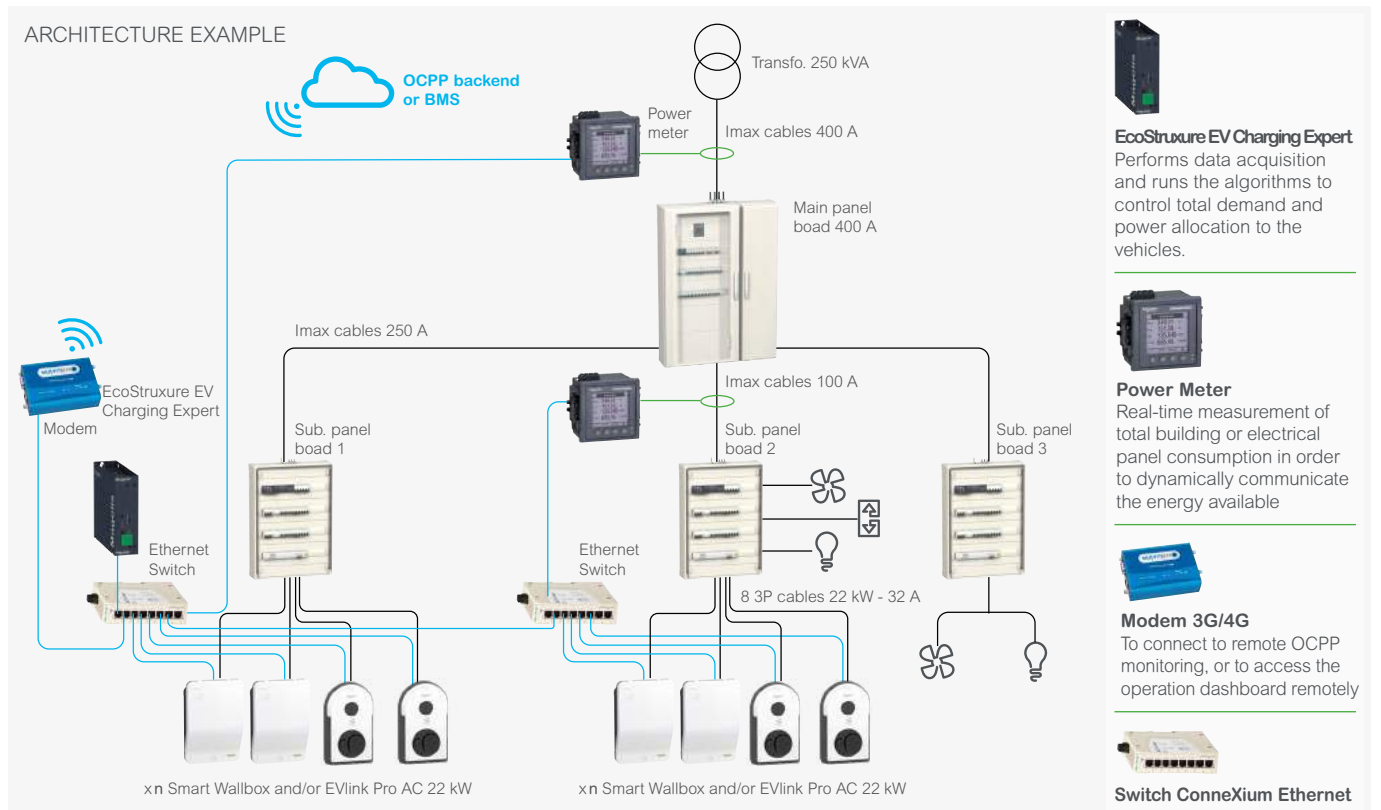 ARCHITECTURE EXAMPLE
OCPP backend
or BMS
Transfo. 250 kVA
Power
meter
Imax cables 400 A
Main panel
boad 400 A
Imax cables 250 A
Imax cables 100 A
EcoStruxure EV
Charging Expert
Modem
Sub. panel
boad 1
Sub. panel
boad 2
Sub. panel
boad 3
Ethernet
Switch
Ethernet
Switch
8 3P cables 22 kW - 32 A
x n Smart Wallbox and/or EVlink Pro AC 22 kW
x n Smart Wallbox and/or EVlink Pro AC 22 kW
EcoStruxure EV Charging Expert
Performs data acquisition
and runs the algorithms to
control total demand and
power allocation to the
vehicles.
Power Meter
Real-time measurement of
total building or electrical
panel consumption in order
to dynamically communicate
the energy available
Modem 3G/4G
To connect to remote OCPP
monitoring, or to access the
operation dashboard remotely
Switch ConneXium Ethernet